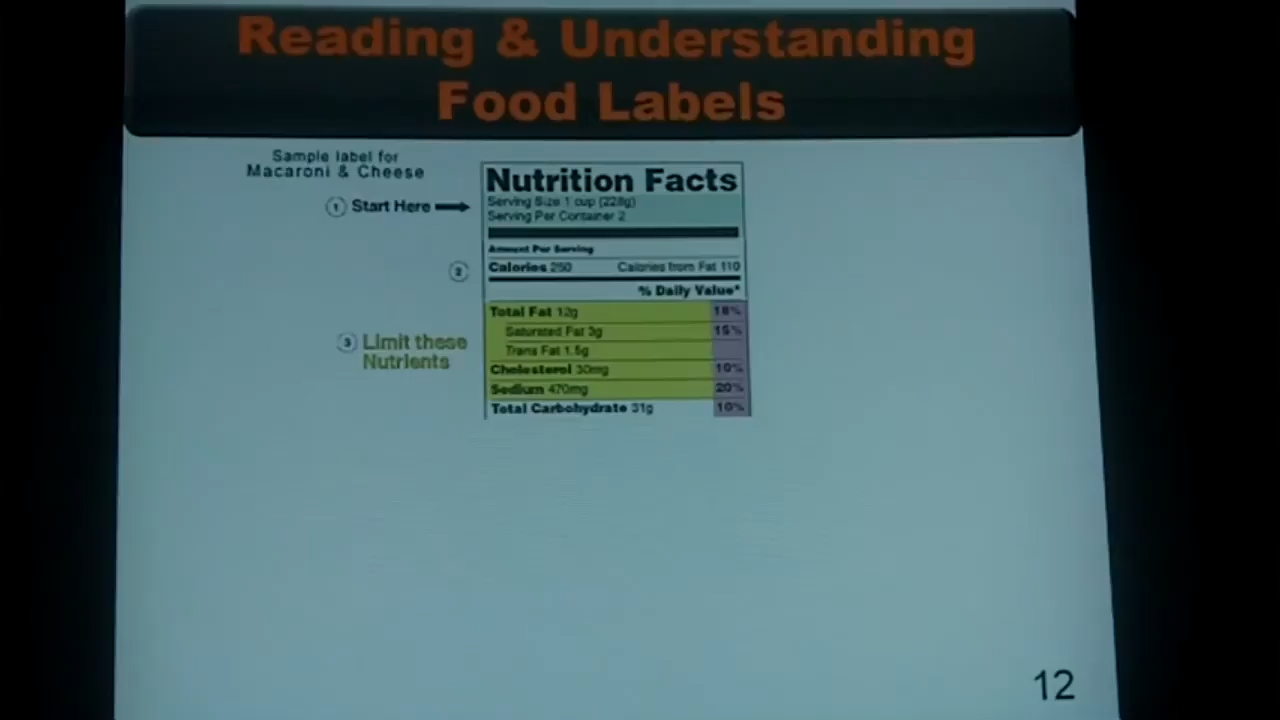 Reading & Understanding
Food Labels
Sample label for
Macaroni & Cheese
Nutrition Facts
1 Start Here
Serving Size 1 cup (228g)
Serving Per Container 2
Amount Per Serving
2
Calories 250 Calories from Fat 110
% Daily Value*
Total Fat 12g 18%
Saturated Fat 3g 15%
3 Limit these
Nutrients
Trans Fat 1.5g
Cholesterol 30mg 10%
Sodium 470mg 20%
Total Carbohydrate 31g 10%
12